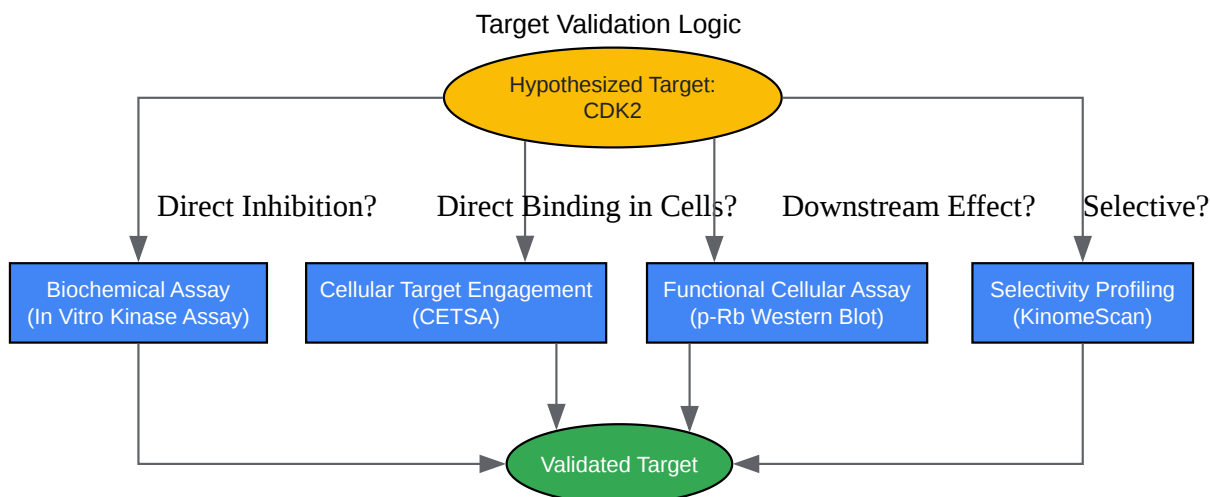 Target Validation Logic
Hypothesized Target:
CDK2
Direct Inhibition?
Direct Binding in Cells?
Downstream Effect?
Selective?
Biochemical Assay
(In Vitro Kinase Assay)
Cellular Target Engagement
(CETSA)
Functional Cellular Assay
(p-Rb Western Blot)
Selectivity Profiling
(KinomeScan)
Validated Target